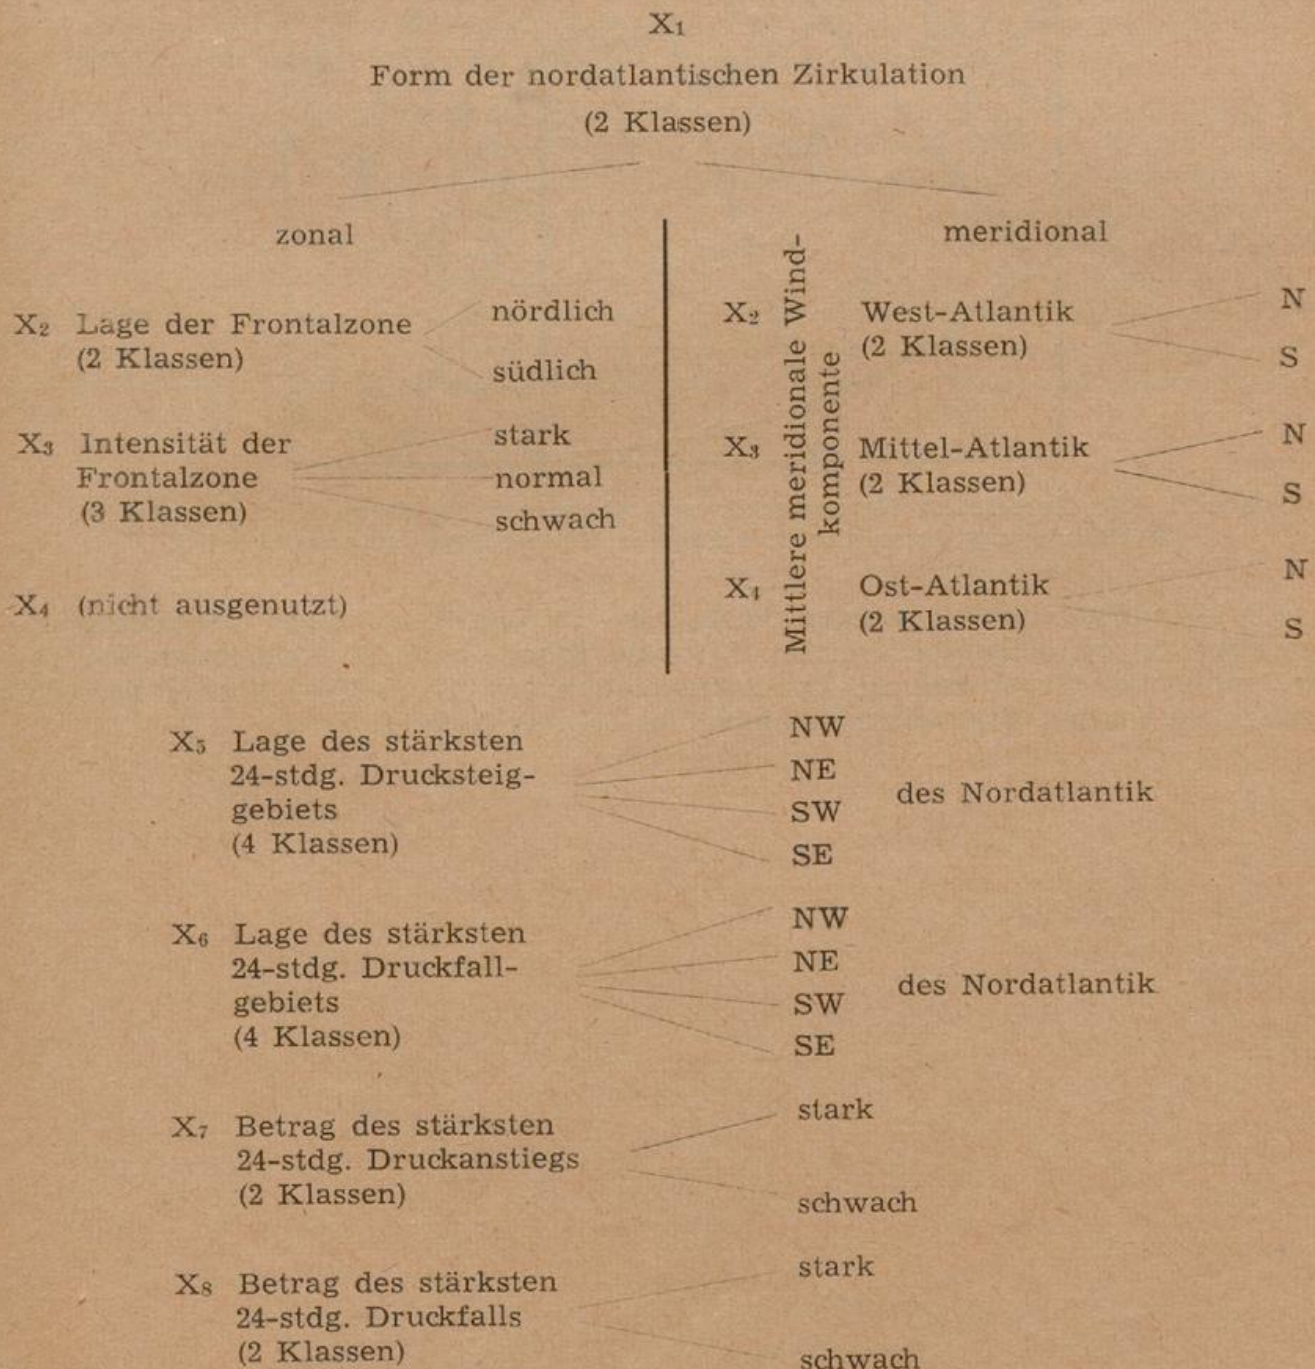 X₁
Form der nordatlantischen Zirkulation
(2 Klassen)
zonal
X₂ Lage der Frontalzone
(2 Klassen)
nördlich
südlich
X₃ Intensität der
Frontalzone
(3 Klassen)
stark
normal
schwach
X₄ (nicht ausgenutzt)
meridional
Mittlere meridionale Wind-
komponente
X₂ West-Atlantik
(2 Klassen)
N
S
X₃ Mittel-Atlantik
(2 Klassen)
N
S
X₄ Ost-Atlantik
(2 Klassen)
N
S
X₅ Lage des stärksten
24-stdg. Drucksteig-
gebiets
(4 Klassen)
NW
NE
SW
SE
des Nordatlantik
X₆ Lage des stärksten
24-stdg. Druckfall-
gebiets
(4 Klassen)
NW
NE
SW
SE
des Nordatlantik
X₇ Betrag des stärksten
24-stdg. Druckanstiegs
(2 Klassen)
stark
schwach
X₈ Betrag des stärksten
24-stdg. Druckfalls
(2 Klassen)
stark
schwach